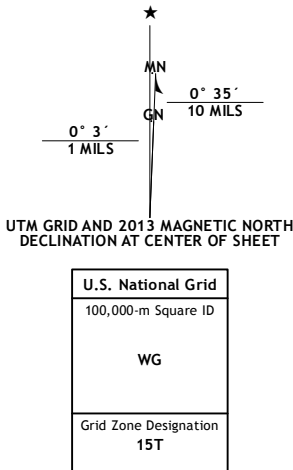 ★
MN
0° 35´
10 MILS
GN
0° 3´
1 MILS
UTM GRID AND 2013 MAGNETIC NORTH
DECLINATION AT CENTER OF SHEET
U.S. National Grid
100,000-m Square ID
WG
Grid Zone Designation
15T